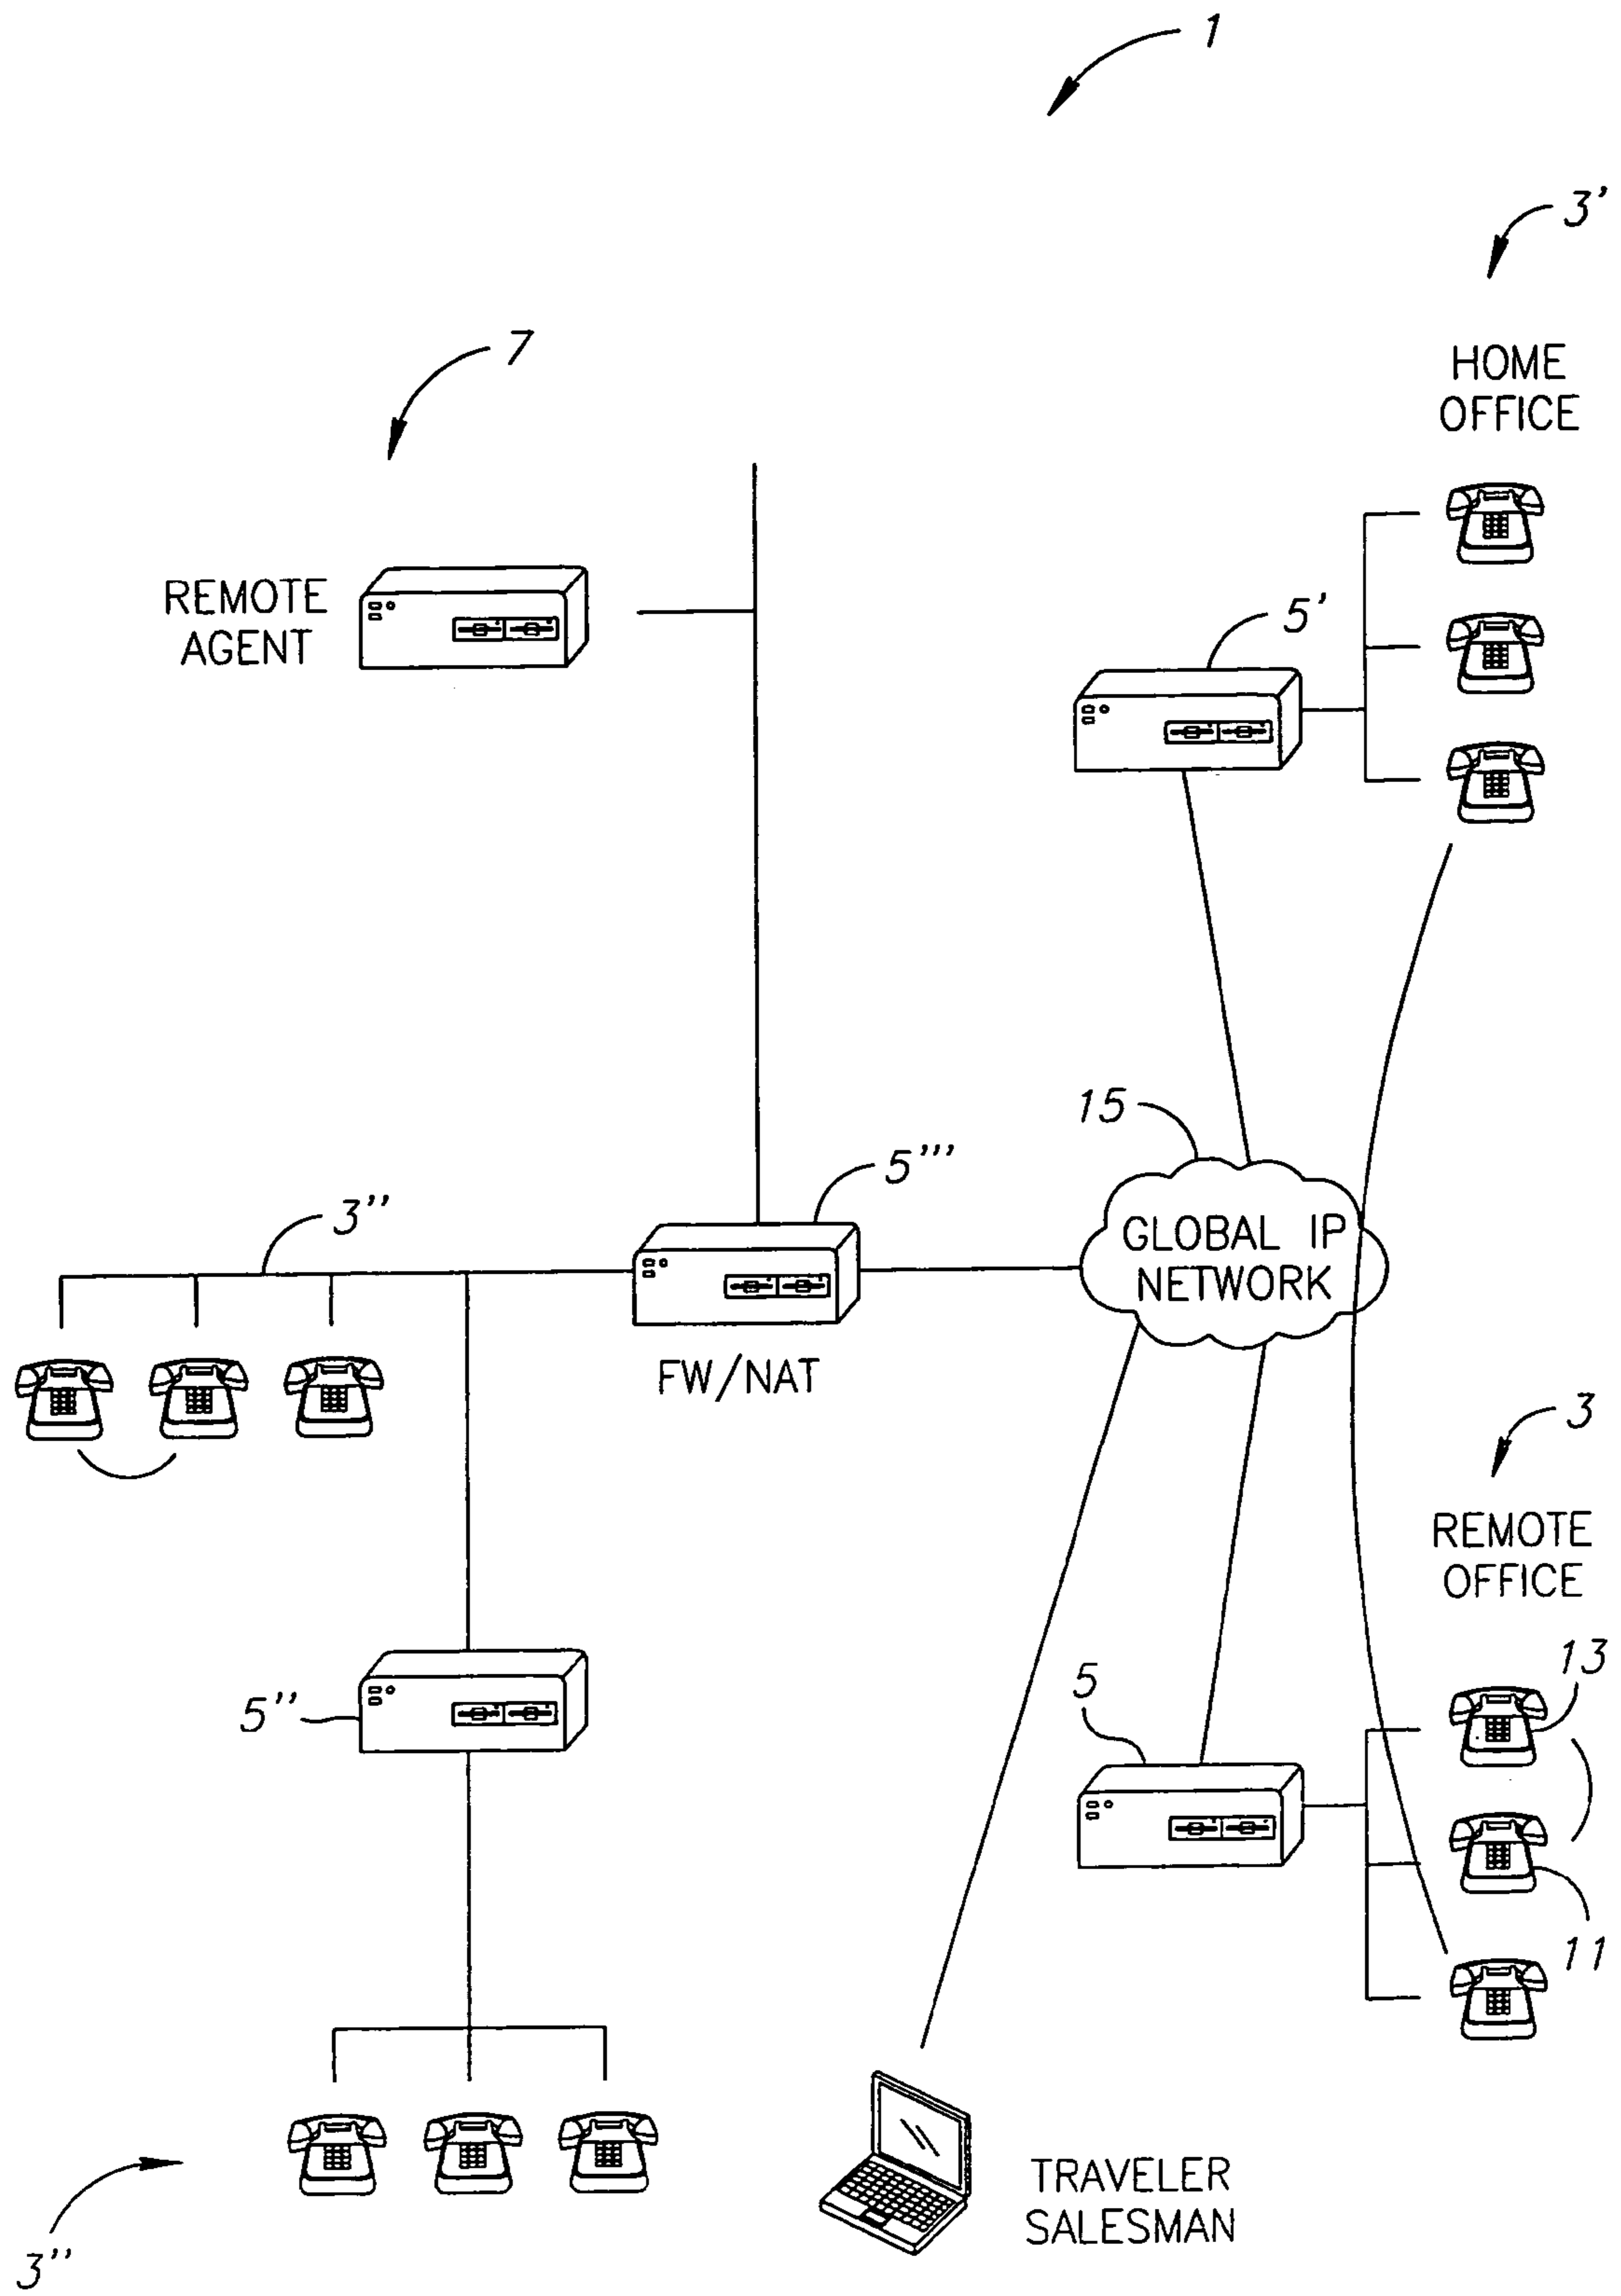 1
3'
HOME
OFFICE
7
REMOTE
AGENT
5'
15
5'''
3''
GLOBAL IP
NETWORK
FW/NAT
3
REMOTE
OFFICE
13
5
5''
11
TRAVELER
SALESMAN
3''